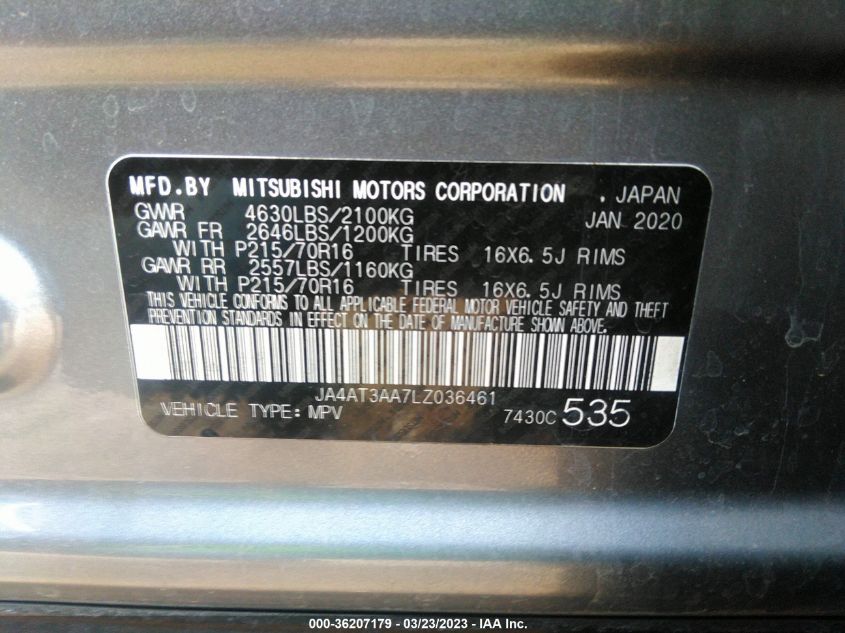 MFD.BY MITSUBISHI MOTORS CORPORATION . JAPAN
GWWR 4630LBS/2100KG JAN 2020
GAWR FR 2646LBS/1200KG
WITH P215/70R16 TIRES 16X6.5J RIMS
GAWR RR 2557LBS/1160KG
WITH P215/70R16 TIRES 16X6.5J RIMS
THIS VEHICLE CONFORMS TO ALL APPLICABLE FEDERAL MOTOR VEHICLE SAFETY AND THEFT
PREVENTION STANDARDS IN EFFECT ON THE DATE OF MANUFACTURE SHOWN ABOVE.
JA4AT3AA7LZ036461
VEHICLE TYPE: MPV 7430C 535
000-36207179 - 03/23/2023 - IAA Inc.